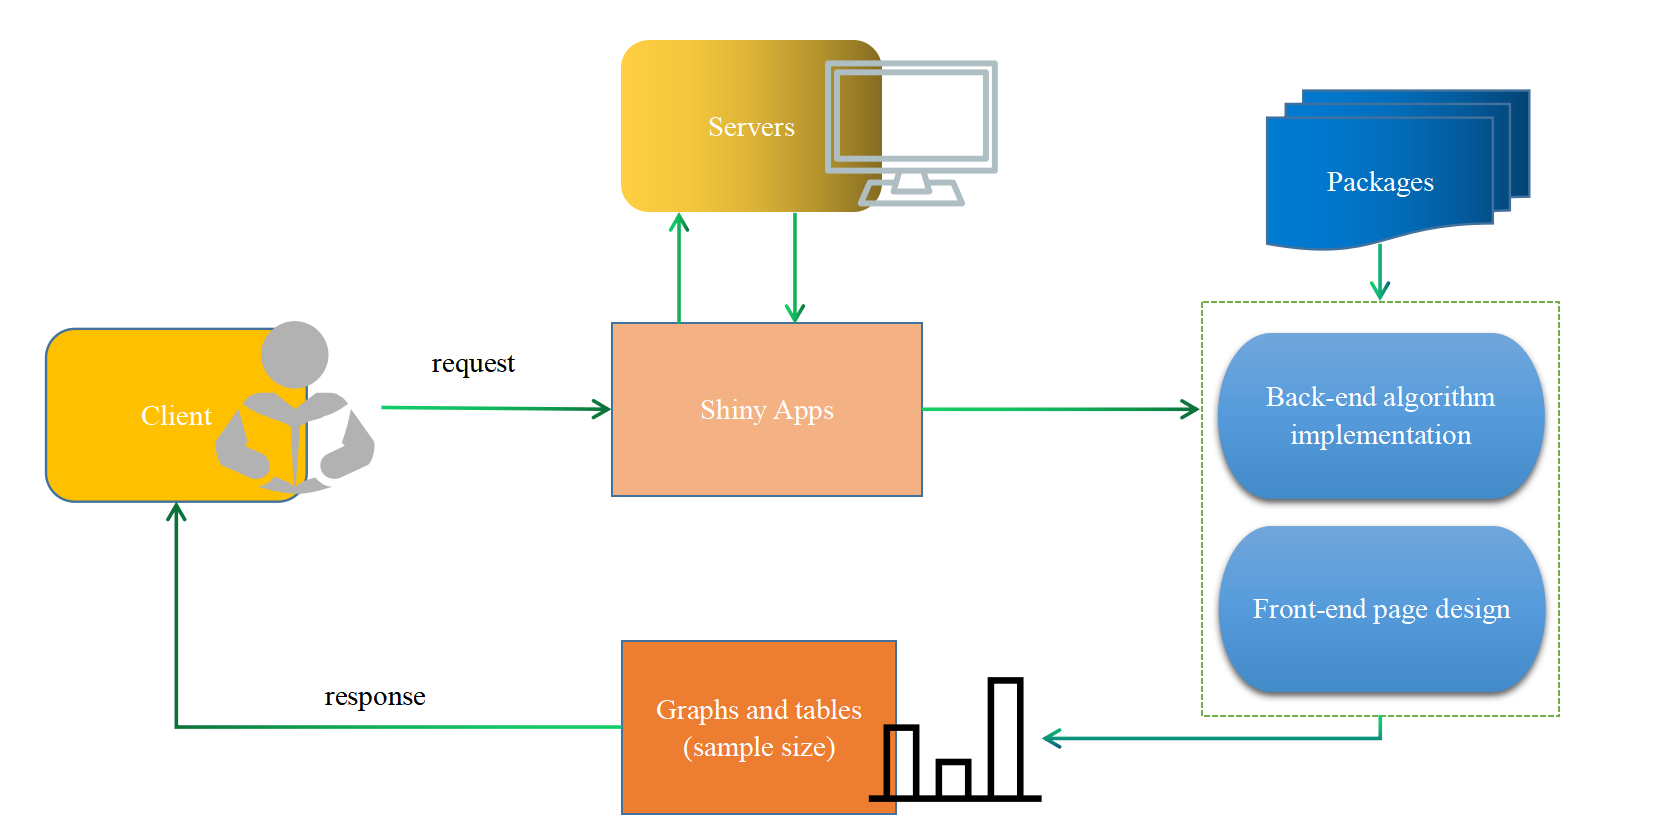 Servers
Packages
Client
request
Shiny Apps
Back-end algorithm
implementation
Front-end page design
response
Graphs and tables
(sample size)